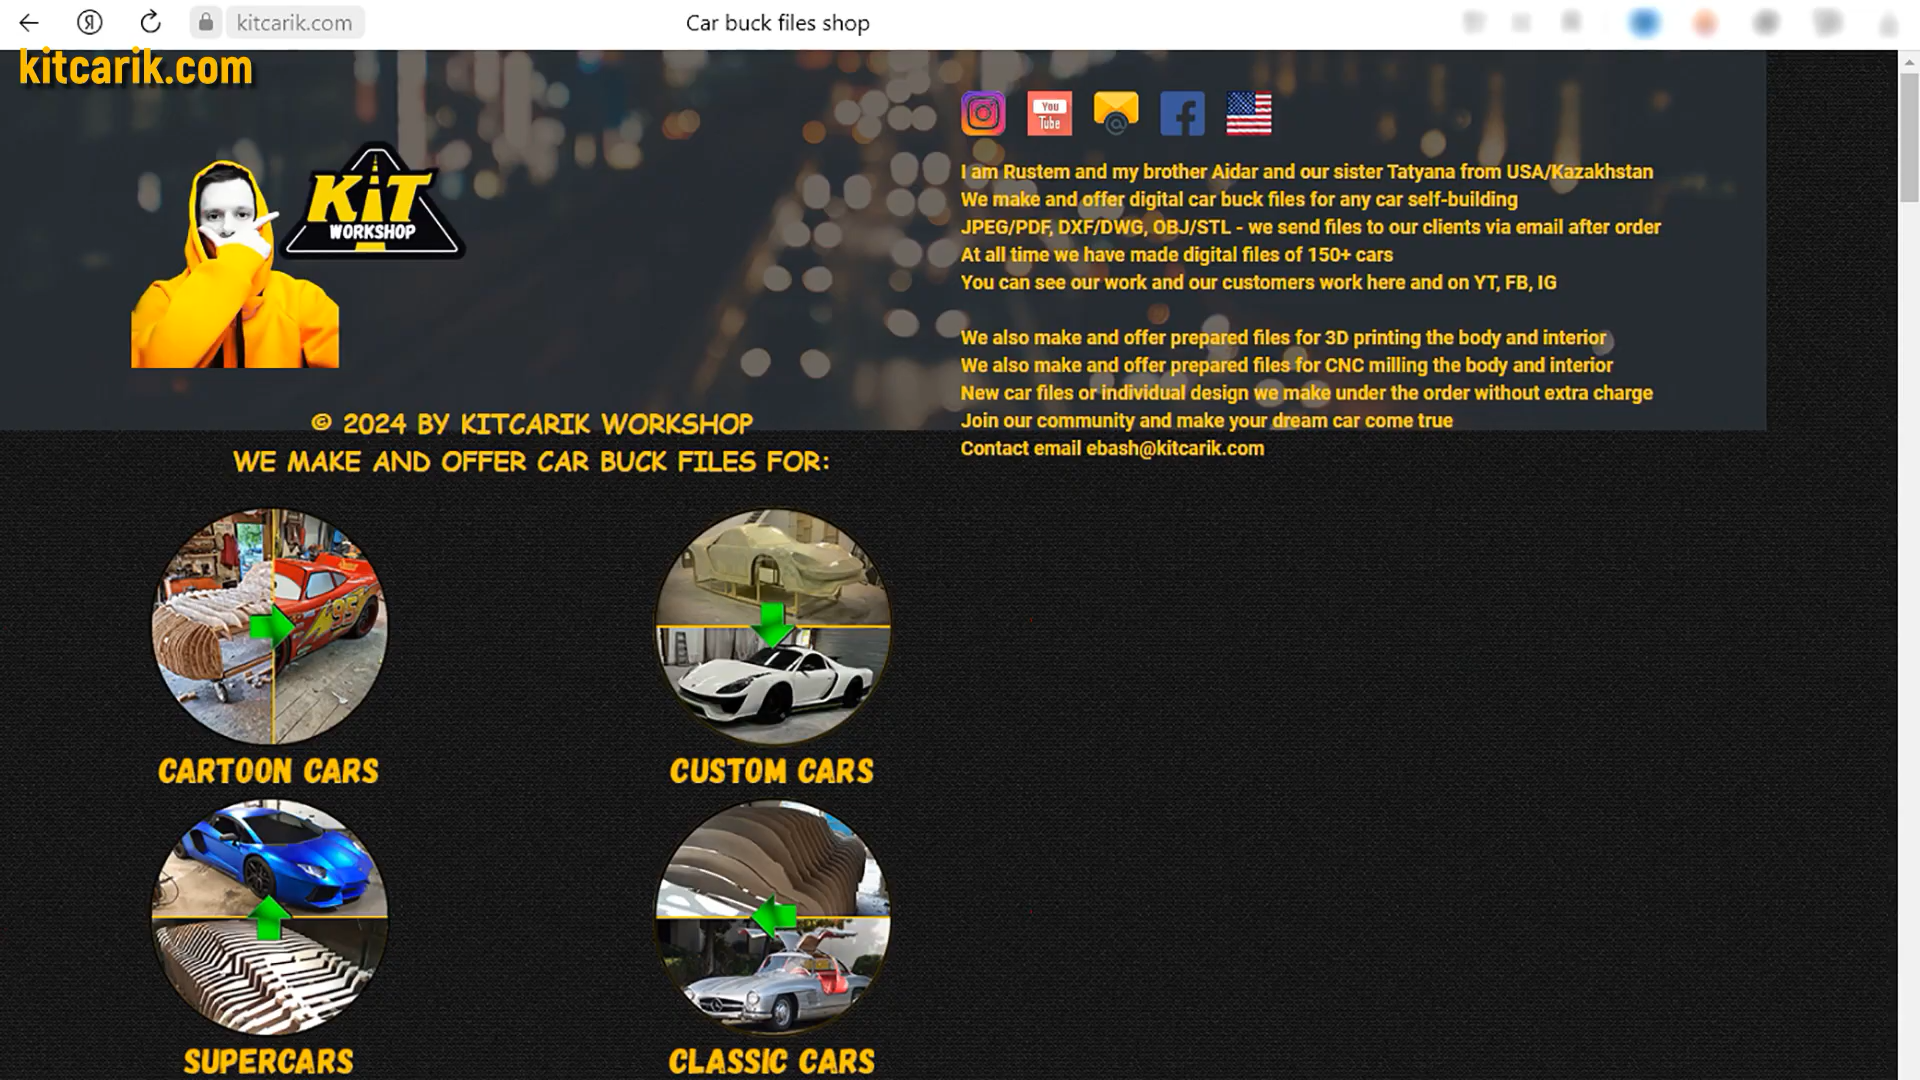 kitcarik.com
Car buck files shop
kitcarik.com
You
Tube
I am Rustem and my brother Aidar and our sister Tatyana from USA/Kazakhstan
We make and offer digital car buck files for any car self-building
JPEG/PDF, DXF/DWG, OBJ/STL - we send files to our clients via email after order
At all time we have made digital files of 150+ cars
You can see our work and our customers work here and on YT, FB, IG
We also make and offer prepared files for 3D printing the body and interior
We also make and offer prepared files for CNC milling the body and interior
New car files or individual design we make under the order without extra charge
Join our community and make your dream car come true
Contact email ebash@kitcarik.com
KiT
WORKSHOP
© 2024 BY KITCARIK WORKSHOP
WE MAKE AND OFFER CAR BUCK FILES FOR:
95
CARTOON CARS
CUSTOM CARS
SUPERCARS
CLASSIC CARS